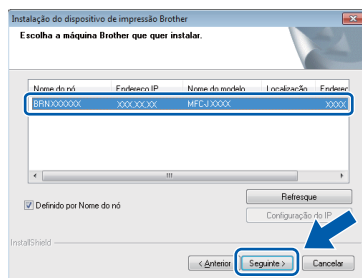 Instalação do dispositivo de impressão Brother
Escolha a máquina Brother que quer instalar.
Nome do nó Endereço IP Nome do modelo Localização Endereç
BRNXXXXXX XXX.XX.XX MFCJXXXX XXXX
Refresque
Definido por Nome do nó
Configuração do IP
InstallShield
< Anterior Seguinte > Cancelar